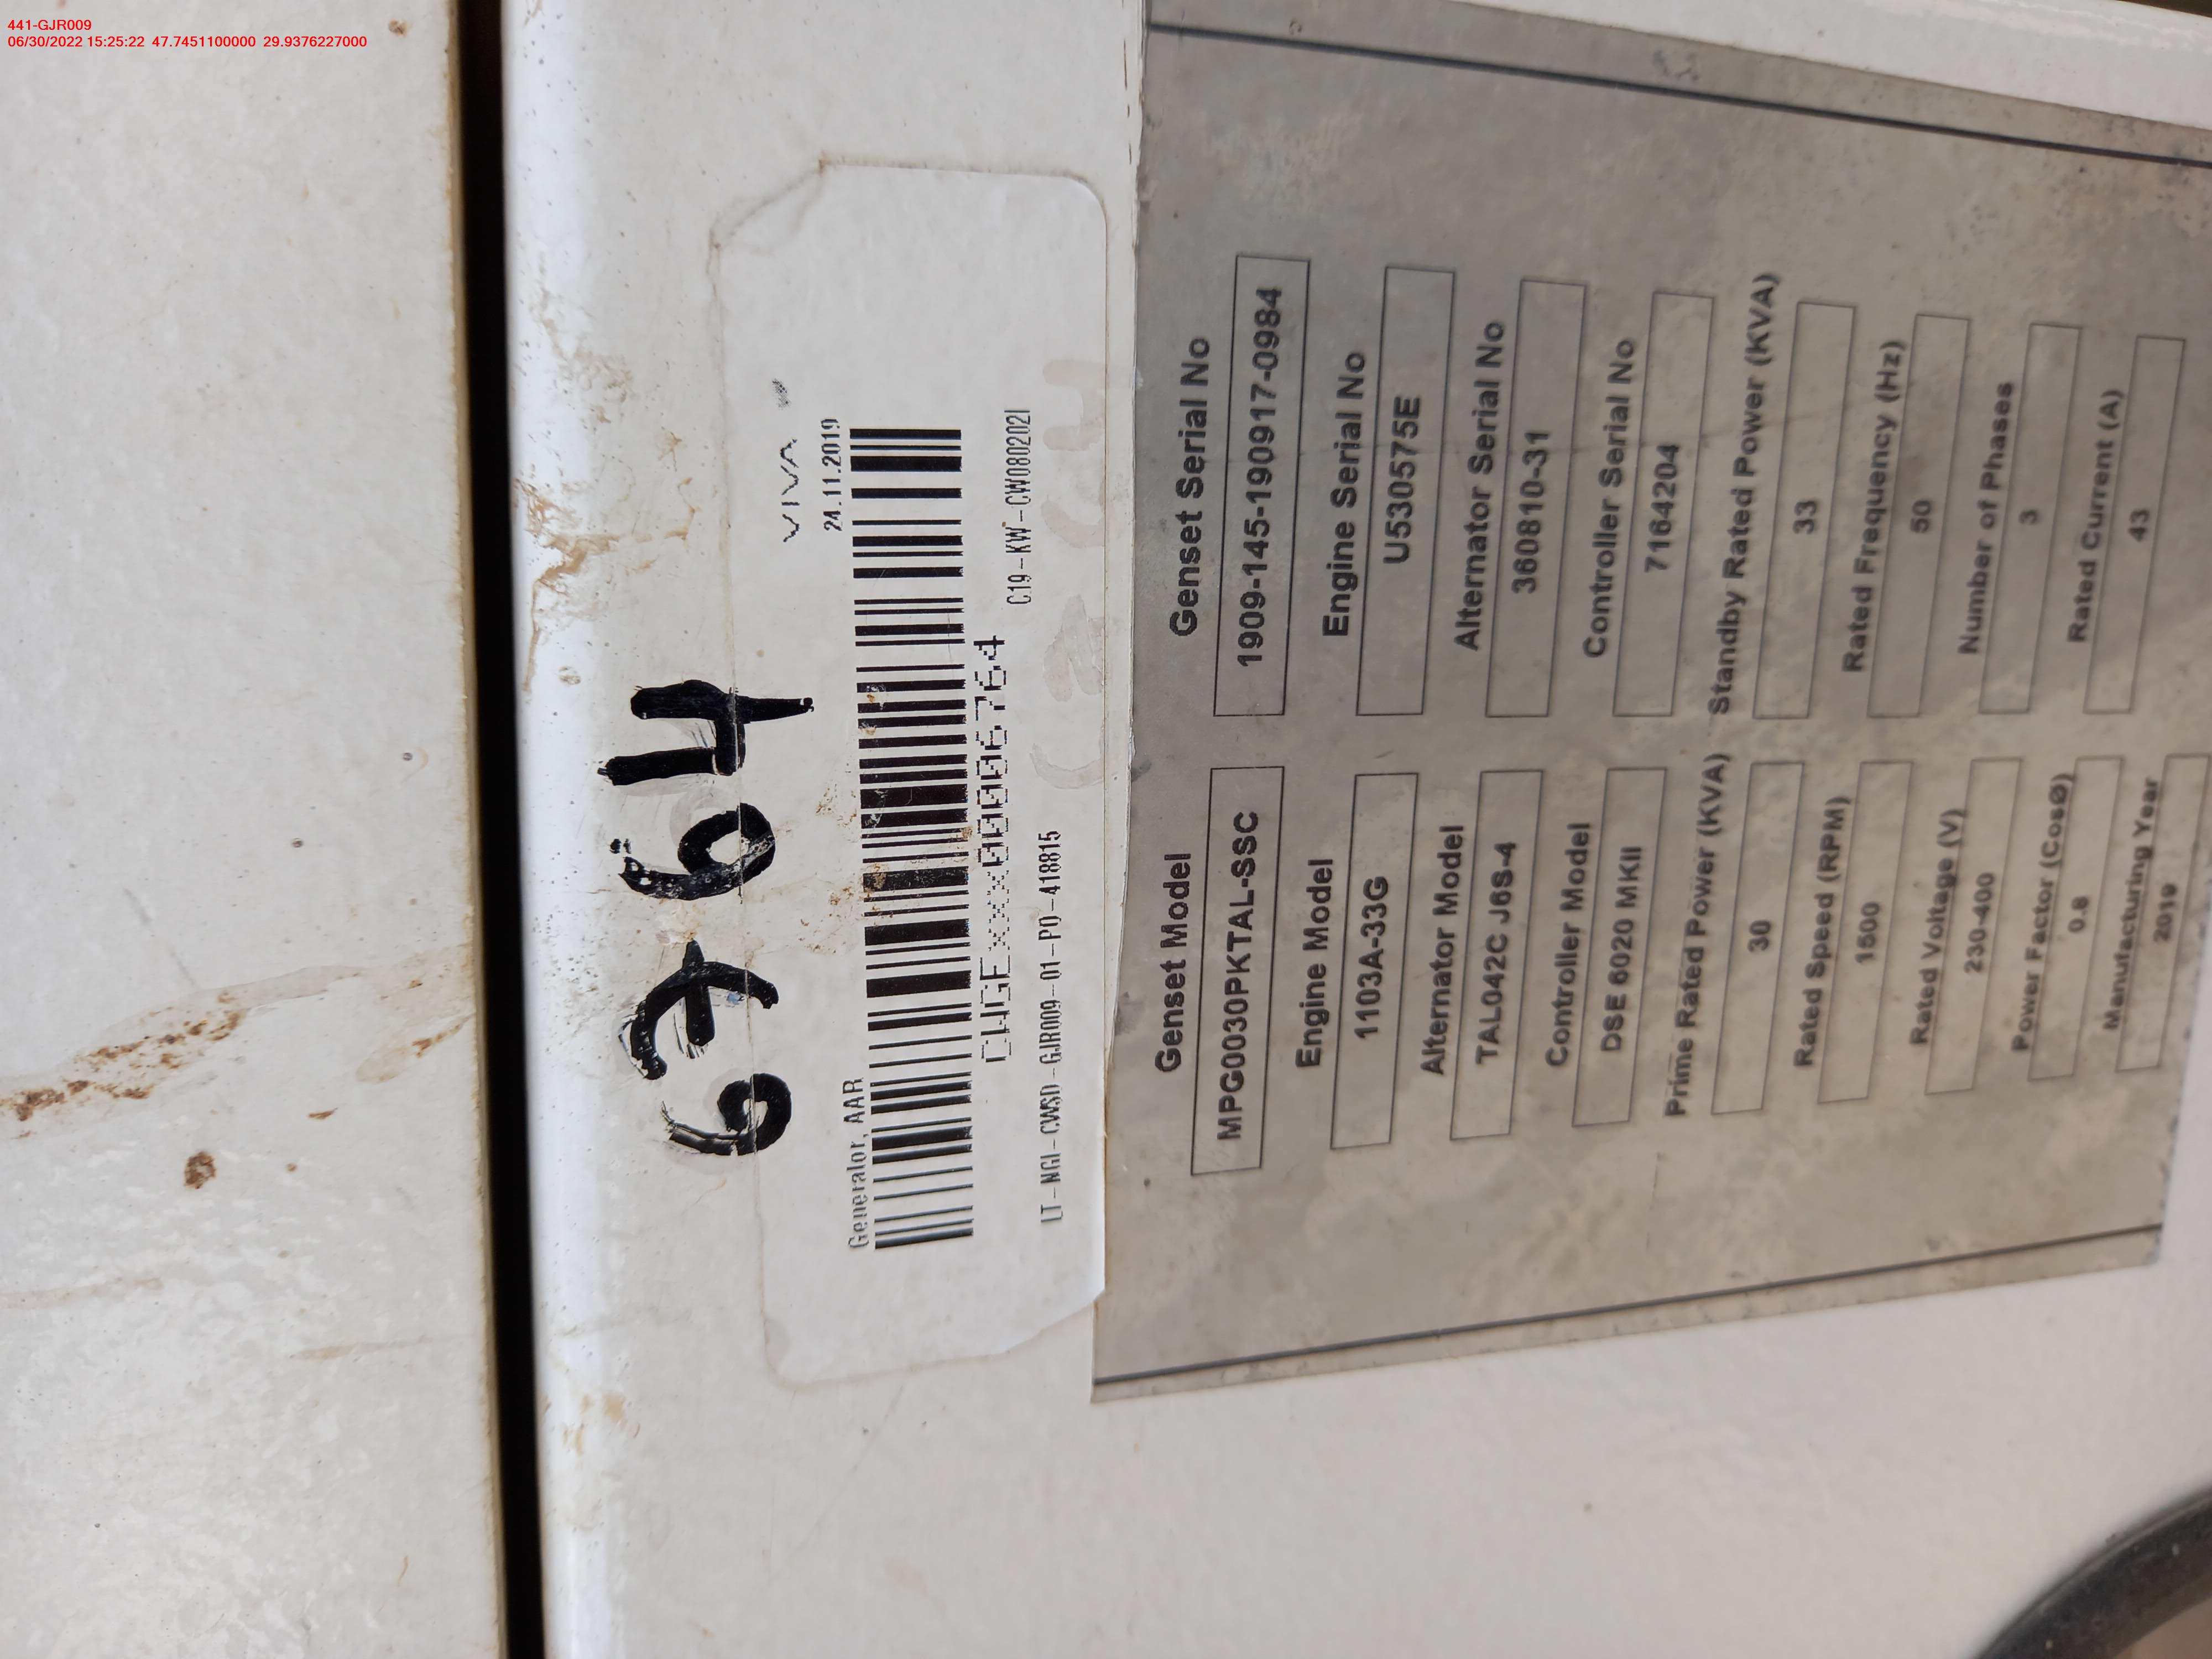 441-GJR009
06/30/2022 15:25:22 47.7451100000 29.9376227000
VIVA
24.11.2019
Generator, AAR
CWGExxxx00006764
LT-NGI-CWSD-GJR009-01-PO-418815
C19-KW-CW080202I
Genset Model
Genset Serial No
MPG0030PKTAL-SSC
1909-145-190917-0984
Engine Model
Engine Serial No
1103A-33G
U530575E
Alternator Model
Alternator Serial No
TAL042C J6S-4
360810-31
Controller Model
Controller Serial No
DSE 6020 MKII
7164204
Prime Rated Power (KVA)
Standby Rated Power (KVA)
30
33
Rated Speed (RPM)
Rated Frequency (Hz)
1500
50
Rated Voltage (V)
Number of Phases
230-400
3
Power Factor (CosØ)
Rated Current (A)
0.8
43
Manufacturing Year
2019